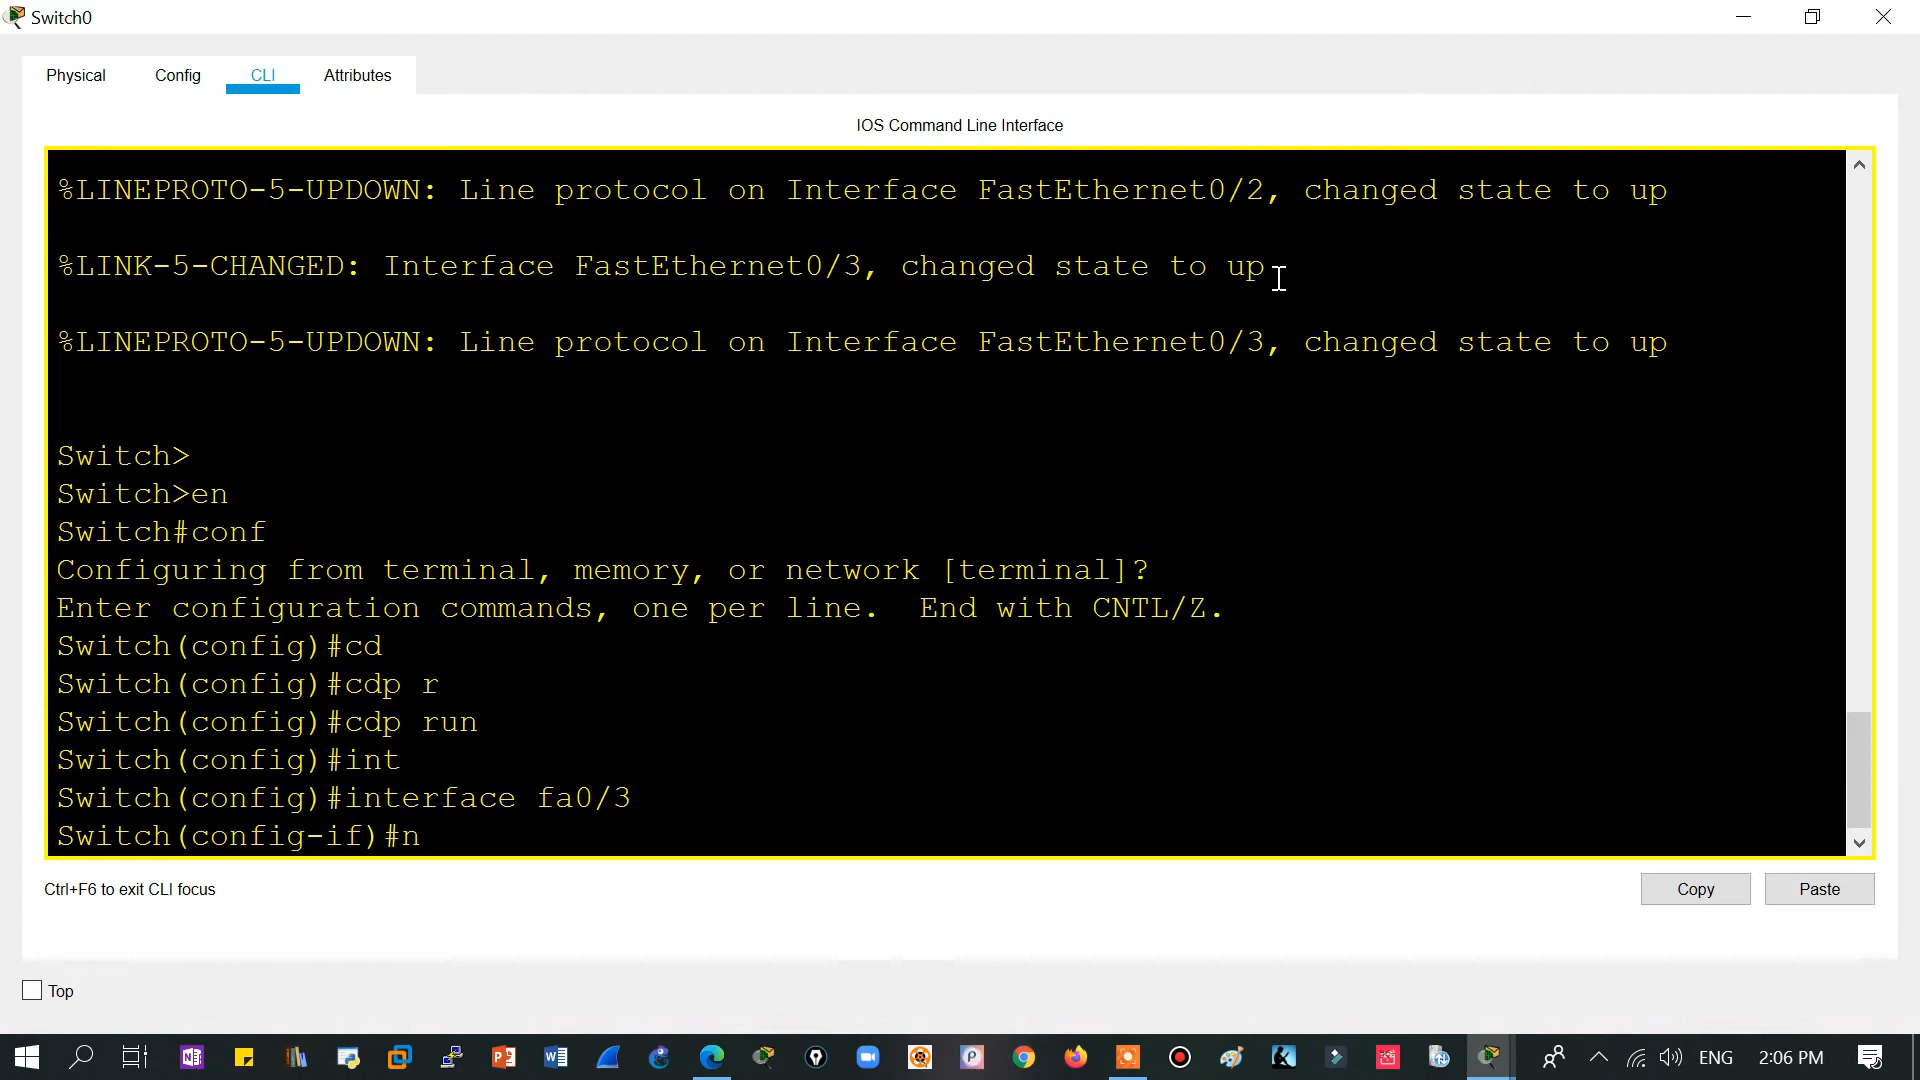 Switch0
Physical Config CLI Attributes
IOS Command Line Interface
%LINEPROTO-5-UPDOWN: Line protocol on Interface FastEthernet0/2, changed state to up
%LINK-5-CHANGED: Interface FastEthernet0/3, changed state to up
%LINEPROTO-5-UPDOWN: Line protocol on Interface FastEthernet0/3, changed state to up
Switch>
Switch>en
Switch#conf
Configuring from terminal, memory, or network [terminal]?
Enter configuration commands, one per line.  End with CNTL/Z.
Switch(config)#cd
Switch(config)#cdp r
Switch(config)#cdp run
Switch(config)#int
Switch(config)#interface fa0/3
Switch(config-if)#n
Ctrl+F6 to exit CLI focus
Copy Paste
Top
ENG 2:06 PM